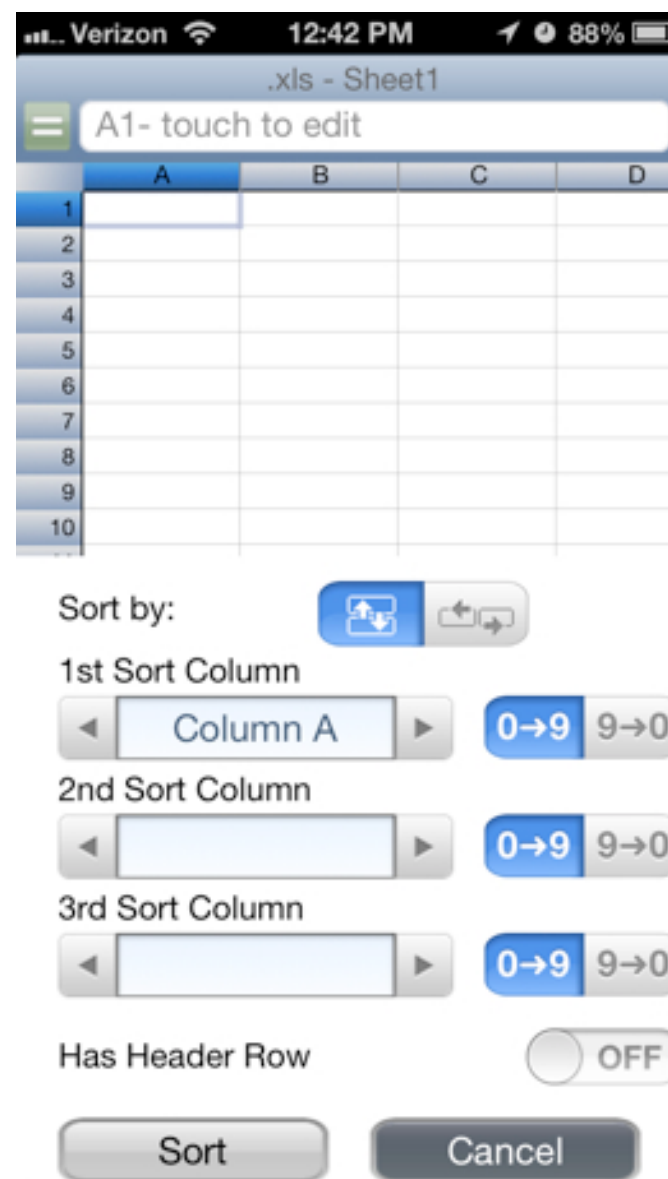 Verizon 12:42 PM 88%
.xls - Sheet1
= A1- touch to edit
A B C D
1
2
3
4
5
6
7
8
9
10
Sort by:
1st Sort Column
Column A 0→9 9→0
2nd Sort Column
0→9 9→0
3rd Sort Column
0→9 9→0
Has Header Row OFF
Sort Cancel